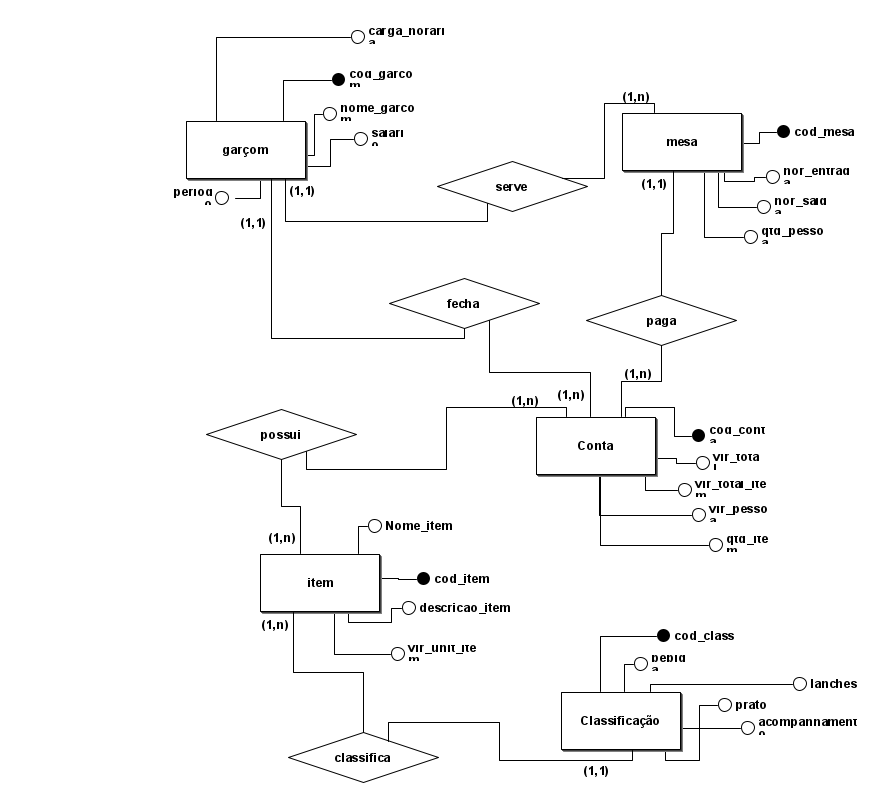 carga_horari
a
cod_garco
m
nome_garco
m
salari
o
garçom
period
o
(1,1)
(1,1)
serve
(1,n)
mesa
cod_mesa
(1,1)
hor_entrad
a
hor_said
a
qtd_pesso
a
fecha
paga
(1,n)
(1,n)
(1,n)
possui
Conta
cod_cont
a
vlr_tota
l
vlr_total_ite
m
vlr_pesso
a
qtd_ite
m
(1,n)
Nome_item
item
cod_item
descricao_item
(1,n)
vlr_unit_ite
m
cod_class
bebid
a
lanches
prato
Classificação
acompanhament
o
classifica
(1,1)